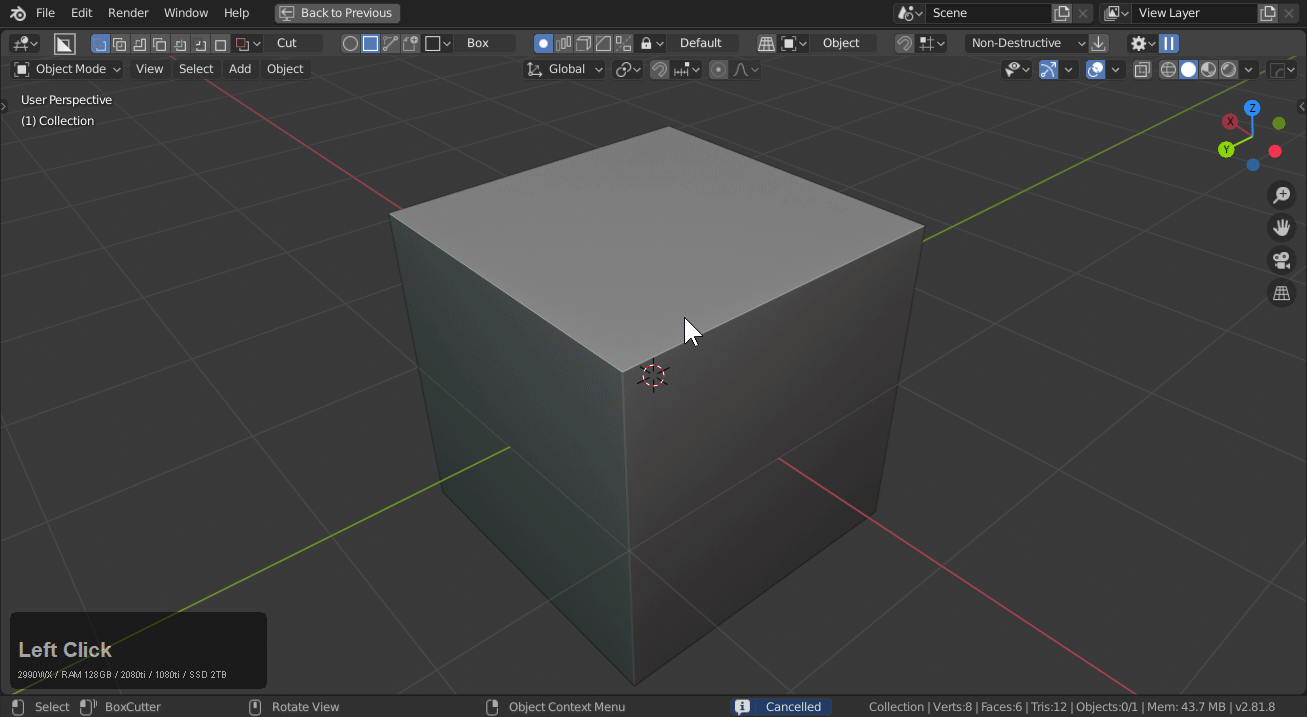 File Edit Render Window Help Back to Previous Scene View Layer
Cut Box Default Object Non-Destructive
Object Mode View Select Add Object Global
User Perspective
(1) Collection
Z
X
Y
Left Click
2990WX / RAM 128GB / 2080ti / 1080ti / SSD 2TB
Select BoxCutter Rotate View Object Context Menu Cancelled Collection | Verts:8 | Faces:6 | Tris:12 | Objects:0/1 | Mem: 43.7 MB | v2.81.8